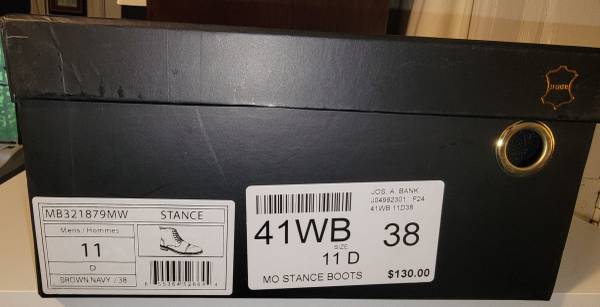 MB321879MW STANCE
Mens / Hommes
11
D
BROWN NAVY / 38
JOS. A. BANK
J04992301 F24
41WB 11D38
41WB 38
SIZE
11 D
MO STANCE BOOTS $130.00